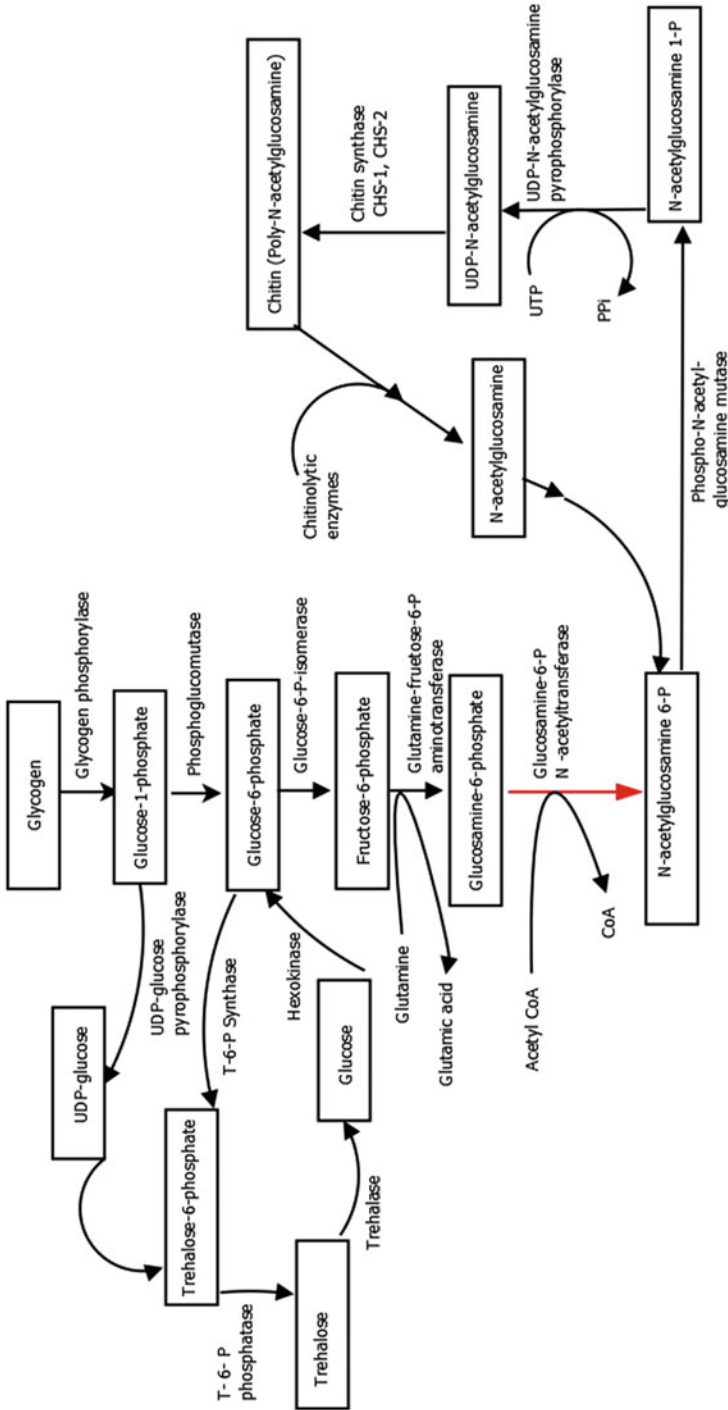 Glycogen
Glycogen phosphorylase
Glucose-1-phosphate
Phosphoglucomutase
Glucose-6-phosphate
Glucose-6-P-isomerase
Fructose-6-phosphate
Glutamine-fruetose-6-P
aminotransferase
Glucosamine-6-phosphate
Glucosamine-6-P
N -acetyltransferase
N-acetylglucosamine 6-P
UDP-glucose
pyrophosphorylase
UDP-glucose
T-6-P Synthase
Trehalose-6-phosphate
T- 6- P
phosphatase
Trehalose
Trehalase
Glucose
Hexokinase
Glutamine
Glutamic acid
Acetyl CoA
CoA
Chitin (Poly-N-acetylglucosamine)
Chitin synthase
CHS-1, CHS-2
UDP-N-acetylglucosamine
UDP-N-acetylglucosamine
pyrophosphorylase
UTP
PPi
N-acetylglucosamine 1-P
Chitinolytic
enzymes
N-acetylglucosamine
Phospho-N-acetyl-
glucosamine mutase